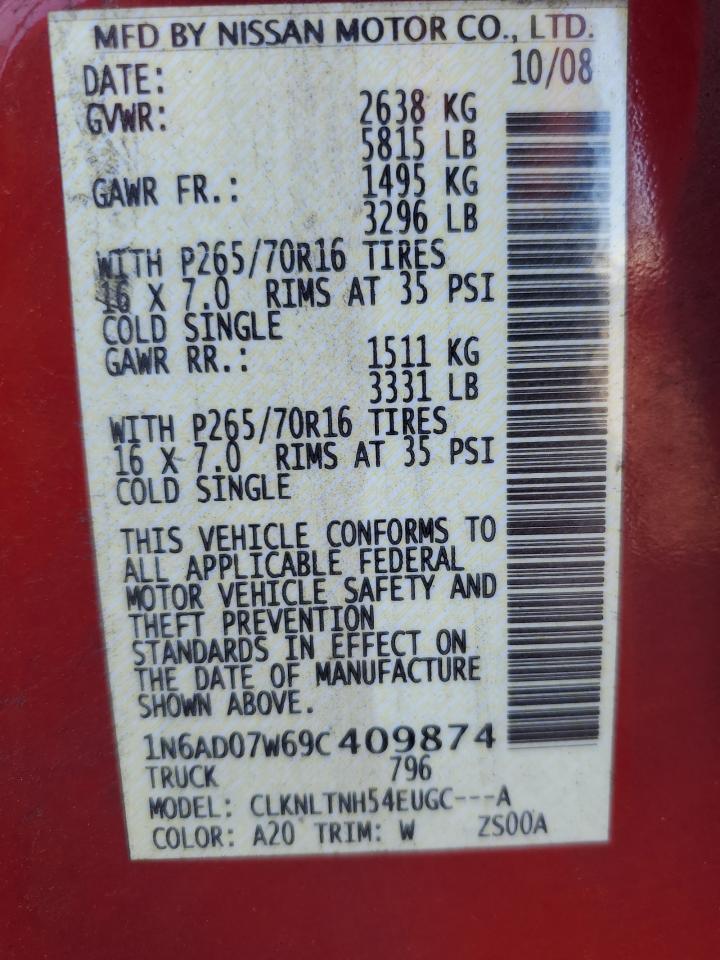 MFD BY NISSAN MOTOR CO., LTD.
DATE: 10/08
GVWR: 2638 KG
5815 LB
GAWR FR.: 1495 KG
3296 LB
WITH P265/70R16 TIRES
16 X 7.0 RIMS AT 35 PSI
COLD SINGLE
GAWR RR.: 1511 KG
3331 LB
WITH P265/70R16 TIRES
16 X 7.0 RIMS AT 35 PSI
COLD SINGLE
THIS VEHICLE CONFORMS TO
ALL APPLICABLE FEDERAL
MOTOR VEHICLE SAFETY AND
THEFT PREVENTION
STANDARDS IN EFFECT ON
THE DATE OF MANUFACTURE
SHOWN ABOVE.
1N6AD07W69C409874
TRUCK 796
MODEL: CLKNLTNH54EUGC---A
COLOR: A20 TRIM: W ZS00A